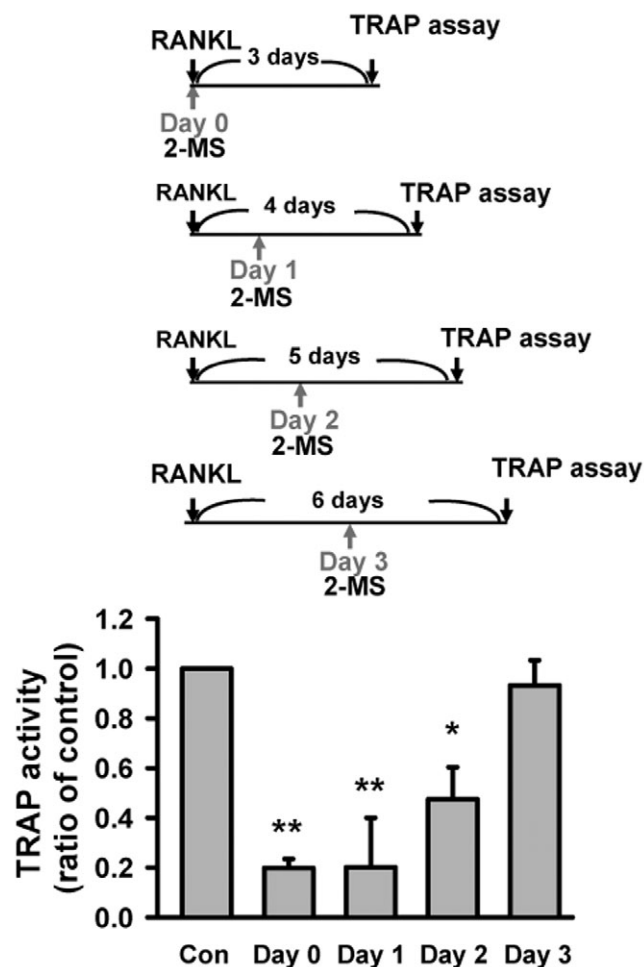 RANKL TRAP assay
3 days
Day 0
2-MS
RANKL TRAP assay
4 days
Day 1
2-MS
RANKL TRAP assay
5 days
Day 2
2-MS
RANKL TRAP assay
6 days
Day 3
2-MS
TRAP activity
(ratio of control)
1.2
1.0
0.8
0.6
0.4
0.2
0.0
** ** *
Con Day 0 Day 1 Day 2 Day 3